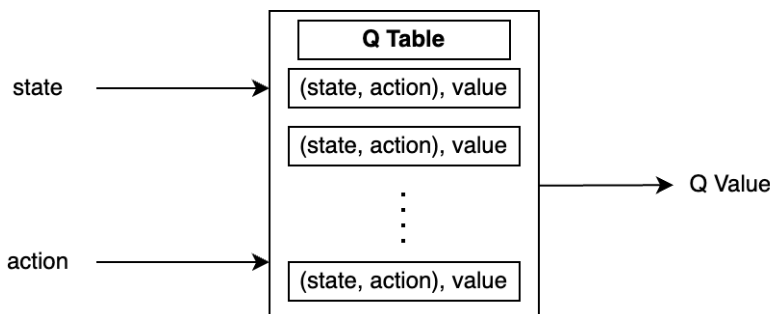 Q Table
state
(state, action), value
(state, action), value
Q Value
action
(state, action), value